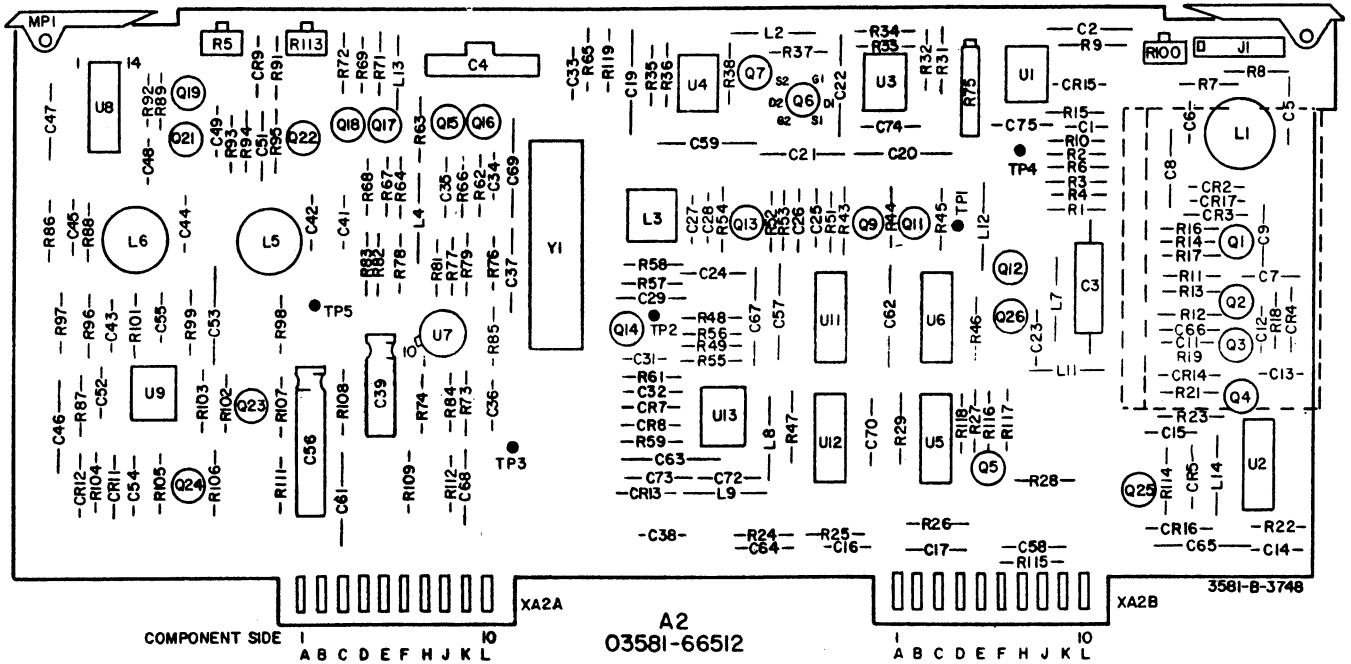 MP1
R5
R113
C4
L2
R34
R33
C2
R9
R100
J1
CR9
R91
R72
R69
R71
L13
C33
R65
R119
C19
R35
R36
U4
R38
Q7
R37
S2
G1
D2
Q6
D1
G2
S1
C22
U3
R32
R31
R75
U1
CR15
R7
R8
1
14
U8
C47
R92
R89
Q19
Q21
C48
C49
R93
R94
C51
R95
Q22
Q18
Q17
R63
Q15
Q16
C69
C59
C21
C74
C20
C75
TP4
R15
C1
R10
R2
R6
R3
R4
R1
C6
L1
C5
C8
R68
R67
R64
C35
R66
R62
C34
Y1
R86
C45
R88
L6
C44
L5
C42
C41
L4
L3
C27
C28
R54
Q13
R52
R53
C26
C25
R51
R43
Q9
R44
Q11
R45
TP1
L12
CR2
CR17
CR3
R16
R14
R17
Q1
C9
R83
R82
R78
R81
R77
R79
R76
C37
R58
R57
C29
C24
Q12
C3
R11
C7
R13
Q2
R97
R96
C43
R101
C55
R99
C53
R98
TP5
U7
10
R85
Q14
TP2
R48
R56
R49
R55
C67
C57
U11
C62
U6
R46
Q26
C23
L7
R12
C66
C11
R19
Q3
C12
R18
CR4
C31
L11
CR14
C13
C46
R87
C52
U9
R103
R102
Q23
R107
C56
R108
C39
R74
R84
R73
C36
R61
C32
CR7
CR8
R59
U13
L8
R47
U12
C70
R29
U5
R118
R27
R116
R117
Q5
R21
Q4
R23
C15
U2
TP3
C63
C73
C72
CR13
L9
R28
CR12
R104
CR11
C54
R105
Q24
R106
R111
C61
R109
R112
C68
Q25
R114
CR5
L14
C38
R24
C64
R25
C16
R26
C17
C58
R115
CR16
R22
C65
C14
3581-B-3748
XA2A
XA2B
A2
03581-66512
COMPONENT SIDE
1
10
1
10
A B C D E F H J K L
A B C D E F H J K L